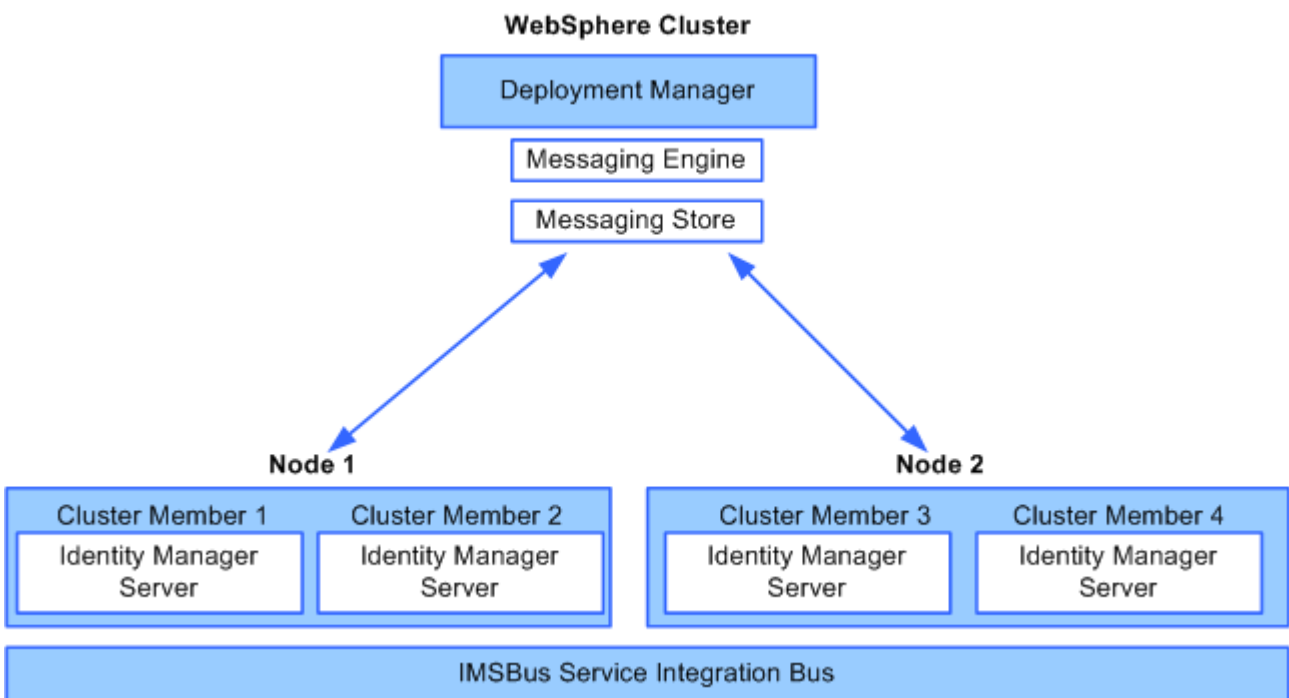 WebSphere Cluster
Deployment Manager
Messaging Engine
Messaging Store
Node 1
Node 2
Cluster Member 1
Cluster Member 2
Cluster Member 3
Cluster Member 4
Identity Manager
Server
Identity Manager
Server
Identity Manager
Server
Identity Manager
Server
IMSBus Service Integration Bus